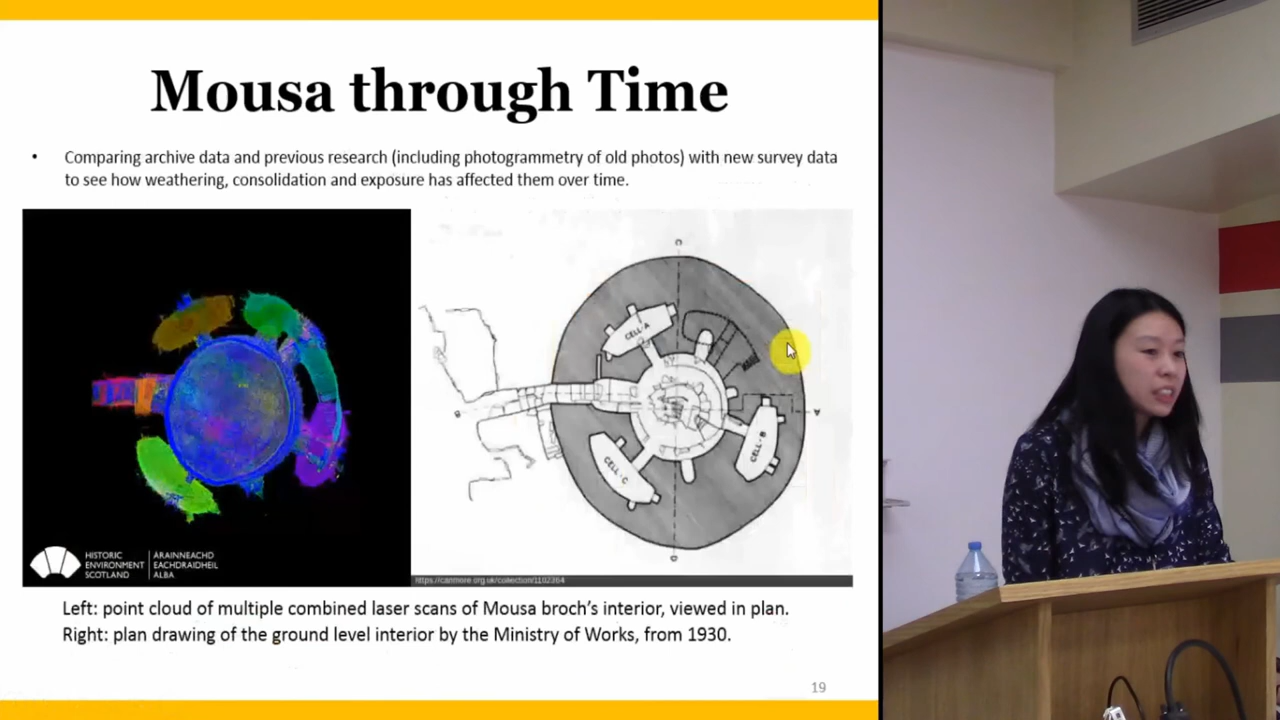 Mousa through Time
• Comparing archive data and previous research (including photogrammetry of old photos) with new survey data
to see how weathering, consolidation and exposure has affected them over time.
CELL·A
CELL·B
CELL·C
HISTORIC
ENVIRONMENT
SCOTLAND
ÀRAINNEACHD
EACHDRAIDHEIL
ALBA
https://canmore.org.uk/collection/1102364
Left: point cloud of multiple combined laser scans of Mousa broch's interior, viewed in plan.
Right: plan drawing of the ground level interior by the Ministry of Works, from 1930.
19